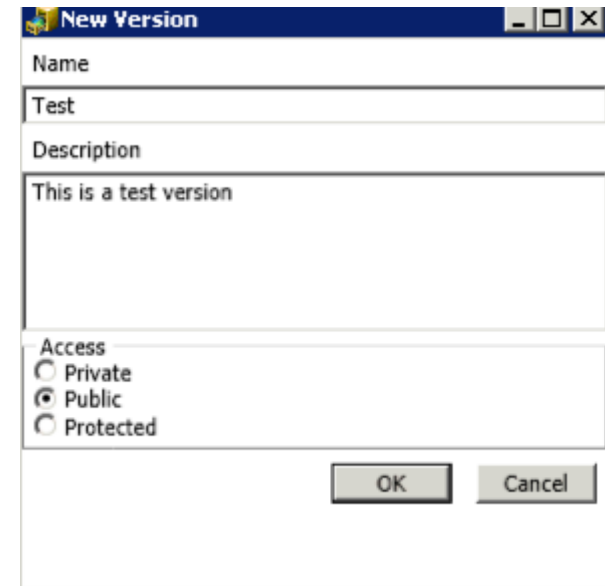 New Version
Name
Test
Description
This is a test version
Access
Private
Public
Protected
OK Cancel